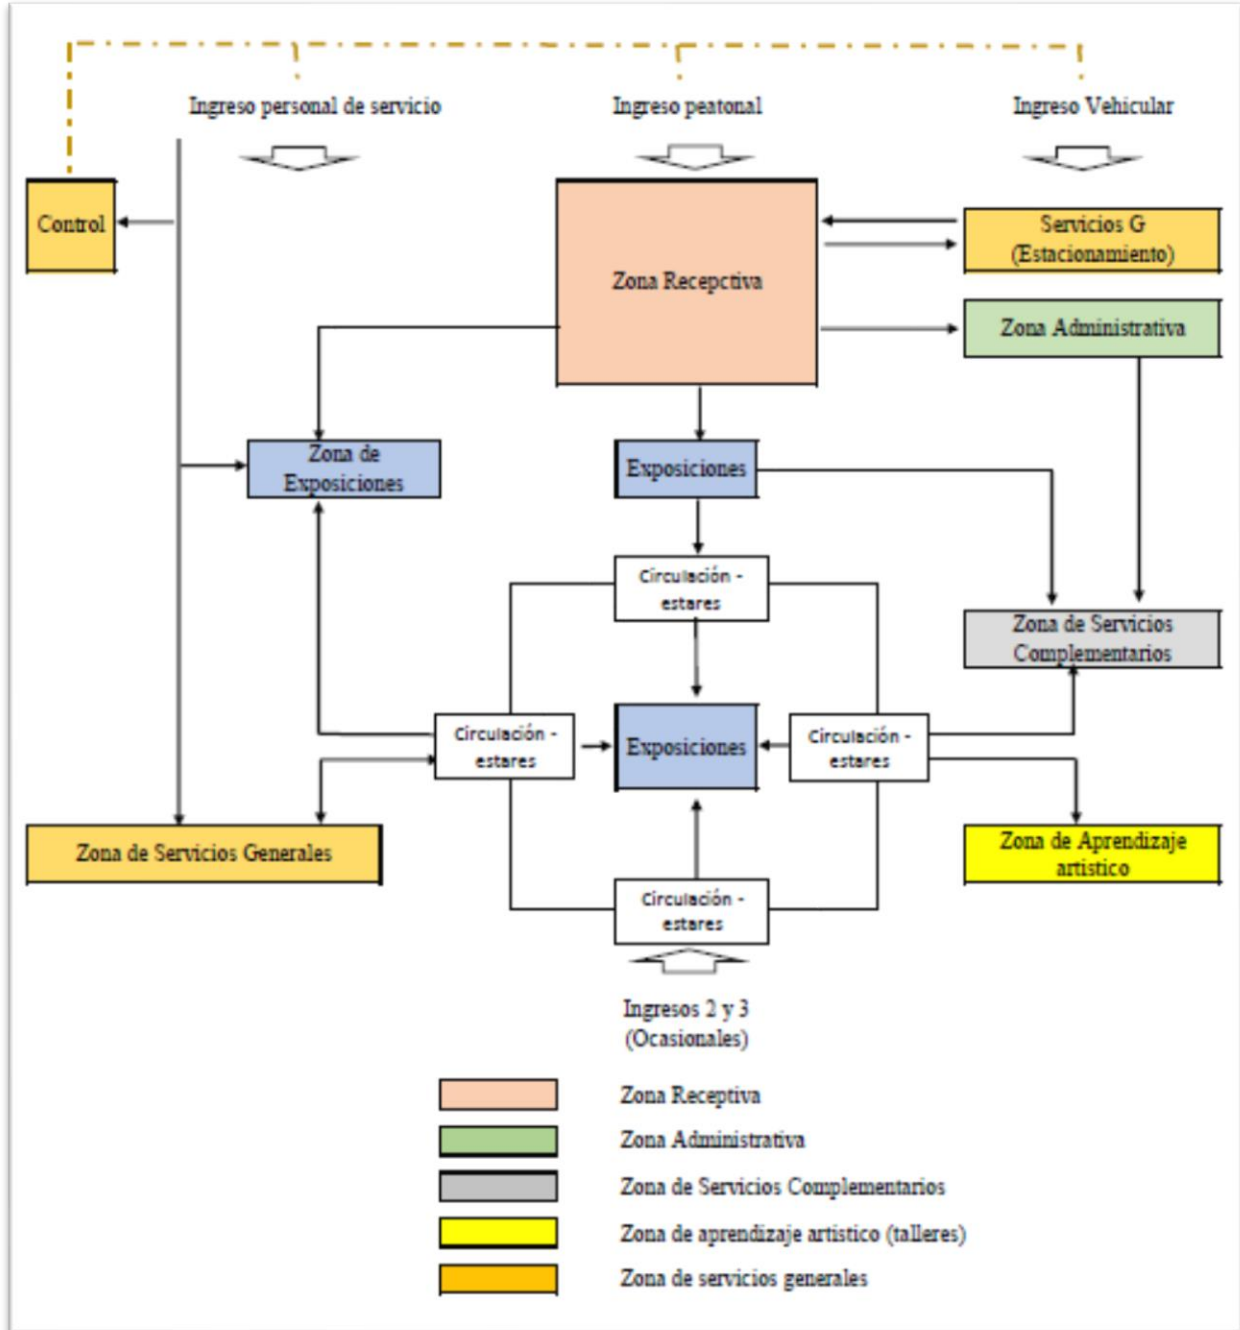 Ingreso personal de servicio
Ingreso peatonal
Ingreso Vehicular
Control
Zona Recepctiva
Servicios G
(Estacionamiento)
Zona Administrativa
Zona de
Exposiciones
Exposiciones
Circulación -
estares
Zona de Servicios
Complementarios
Circulación -
estares
Exposiciones
Circulación -
estares
Zona de Servicios Generales
Zona de Aprendizaje
artistico
Circulación -
estares
Ingresos 2 y 3
(Ocasionales)
Zona Receptiva
Zona Administrativa
Zona de Servicios Complementarios
Zona de aprendizaje artistico (talleres)
Zona de servicios generales